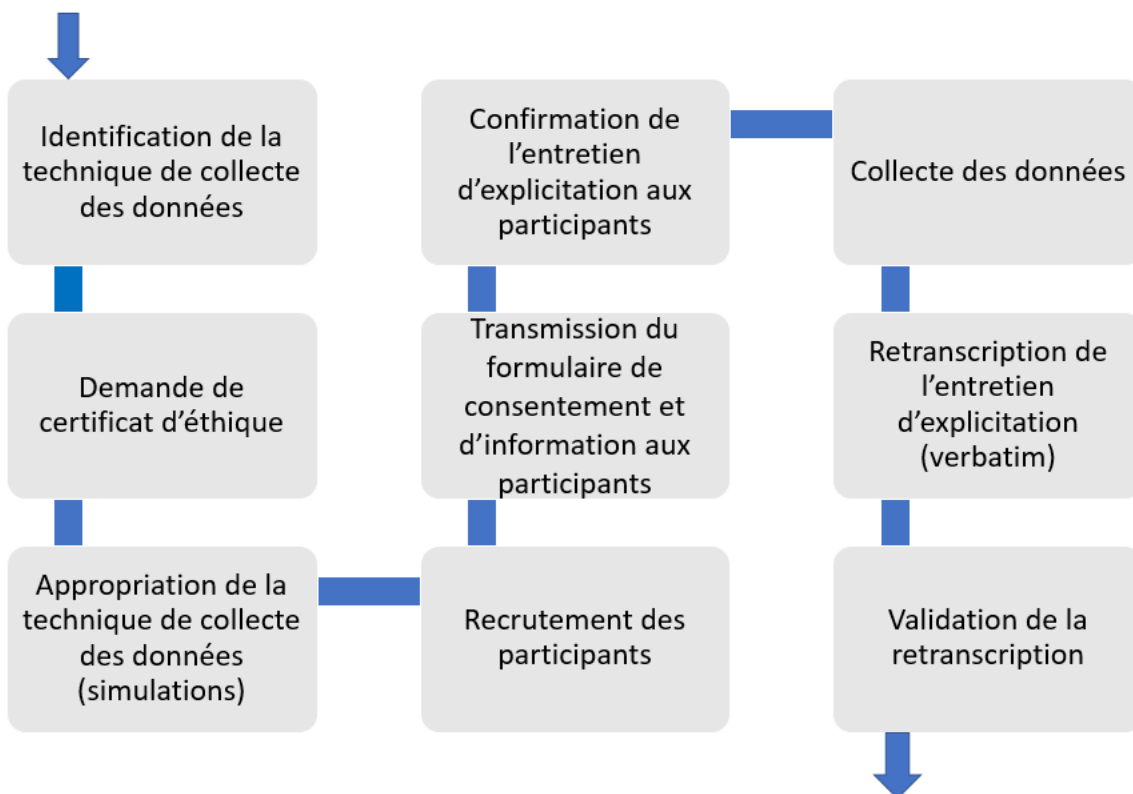 Identification de la
technique de collecte
des données
Demande de
certificat d’éthique
Appropriation de la
technique de collecte
des données
(simulations)
Recrutement des
participants
Transmission du
formulaire de
consentement et
d’information aux
participants
Confirmation de
l’entretien
d’explicitation aux
participants
Collecte des données
Retranscription de
l’entretien
d’explicitation
(verbatim)
Validation de la
retranscription